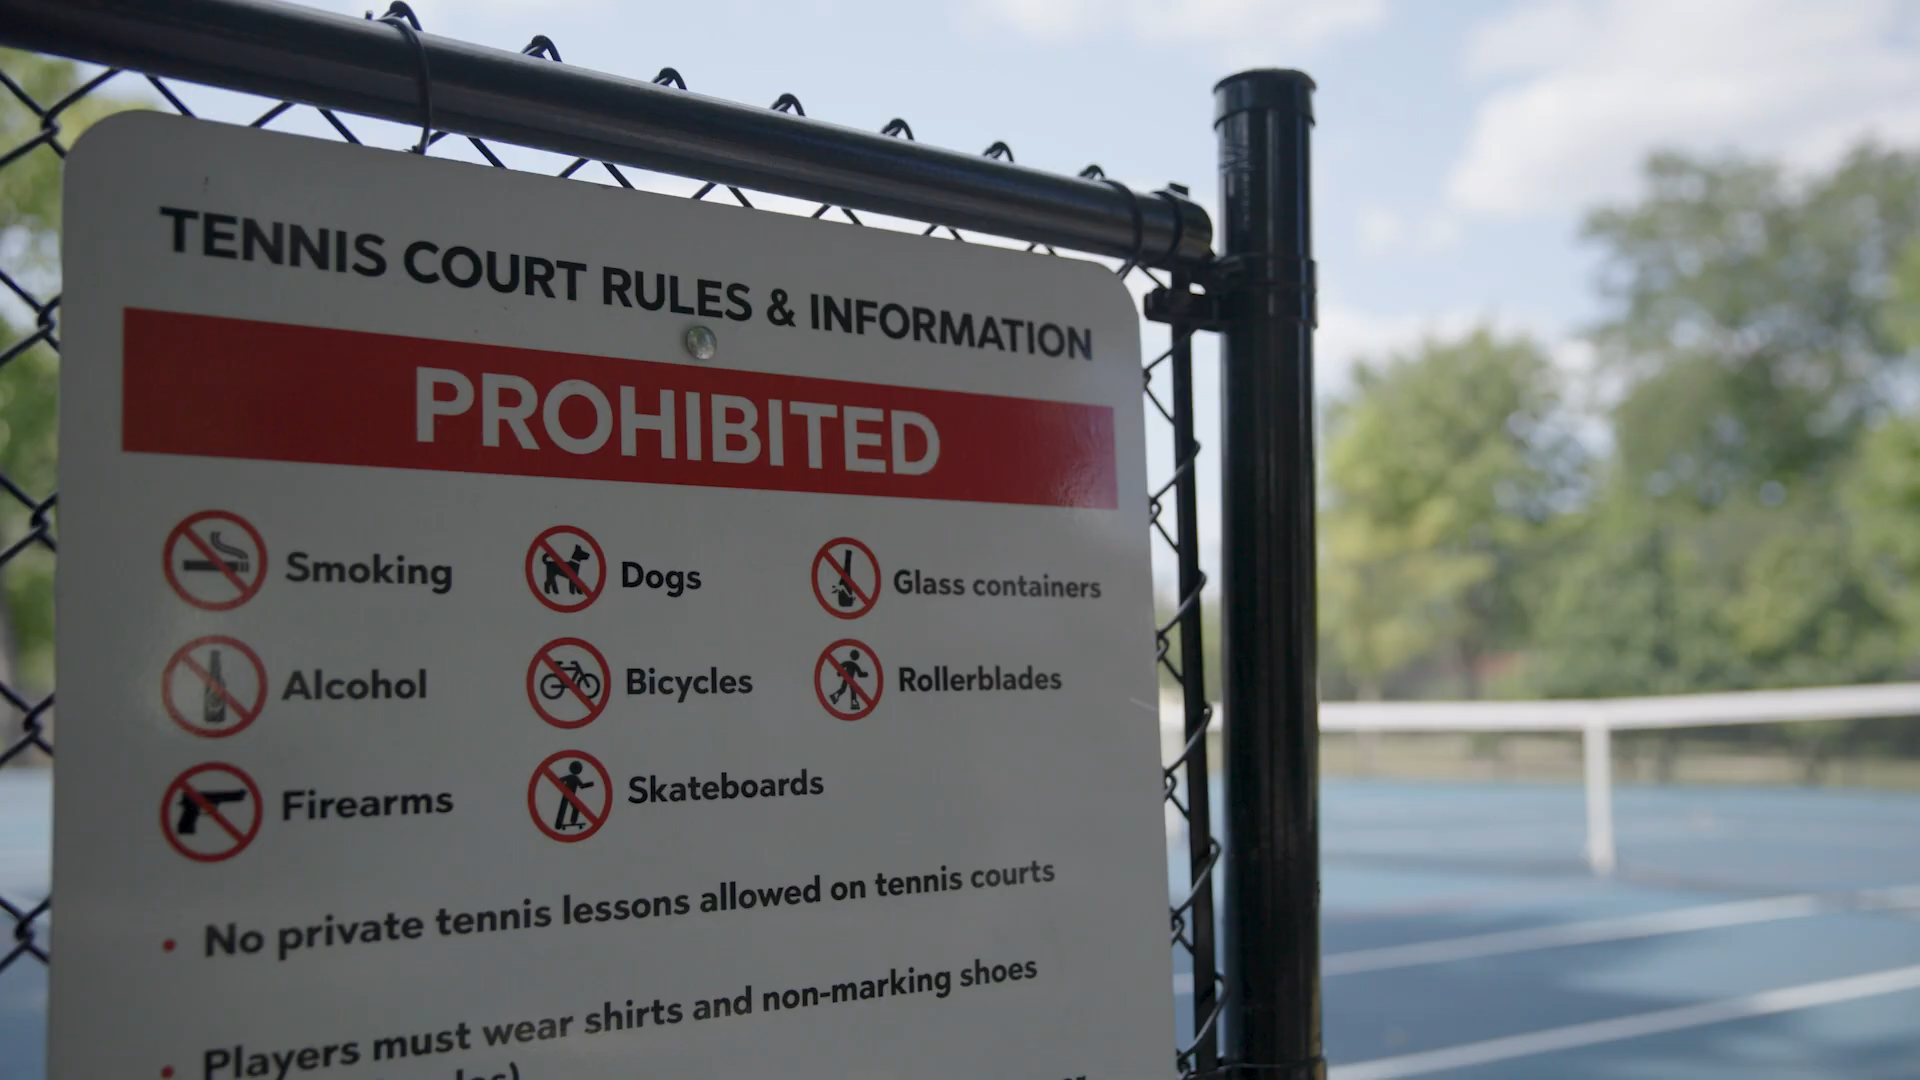 TENNIS COURT RULES & INFORMATION
PROHIBITED
Smoking Dogs Glass containers
Alcohol Bicycles Rollerblades
Firearms Skateboards
• No private tennis lessons allowed on tennis courts
• Players must wear shirts and non-marking shoes